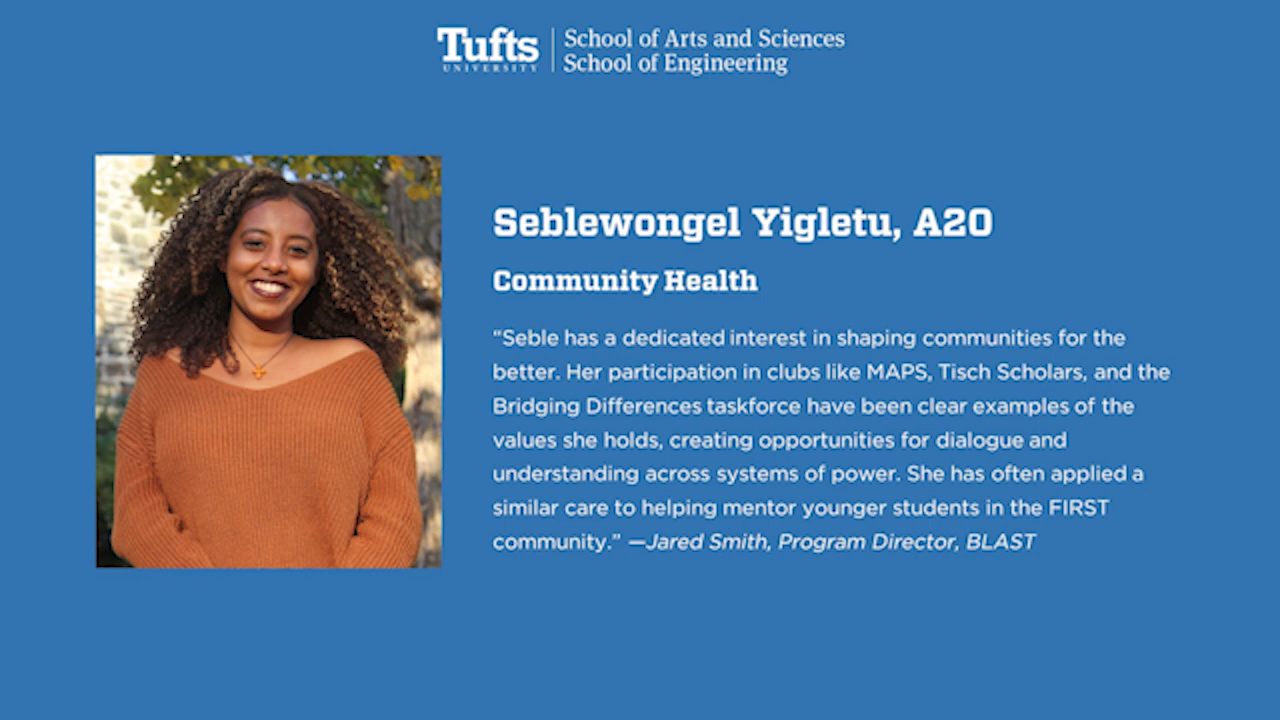 Tufts
UNIVERSITY
School of Arts and Sciences
School of Engineering
Seblewongel Yigletu, A20
Community Health
“Seble has a dedicated interest in shaping communities for the
better. Her participation in clubs like MAPS, Tisch Scholars, and the
Bridging Differences taskforce have been clear examples of the
values she holds, creating opportunities for dialogue and
understanding across systems of power. She has often applied a
similar care to helping mentor younger students in the FIRST
community.” —Jared Smith, Program Director, BLAST